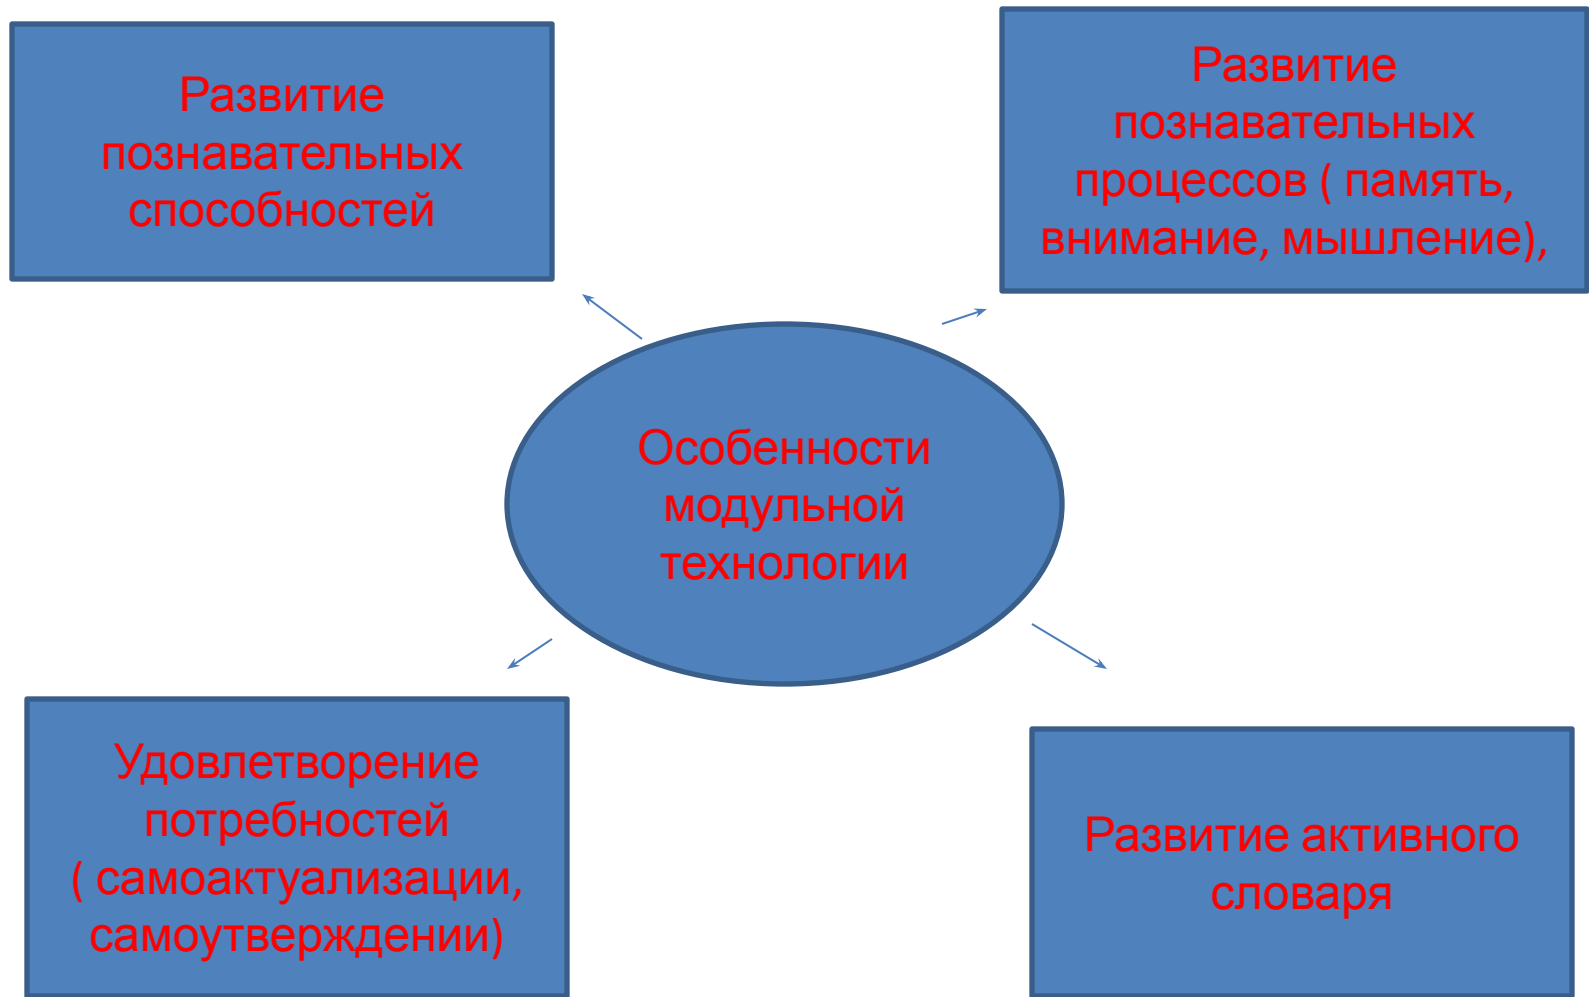 Развитие
познавательных
способностей
Развитие
познавательных
процессов ( память,
внимание, мышление),
Особенности
модульной
технологии
Удовлетворение
потребностей
( самоактуализации,
самоутверждении)
Развитие активного
словаря